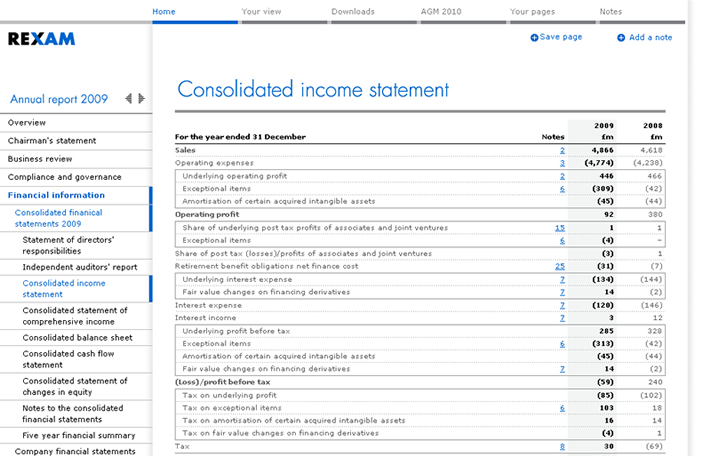 Home Your view Downloads AGM 2010 Your pages Notes
REXAM
Save page Add a note
Annual report 2009
Overview
Chairman's statement
Business review
Compliance and governance
Financial information
Consolidated finanical
statements 2009
Statement of directors'
responsibilities
Independent auditors' report
Consolidated income
statement
Consolidated statement of
comprehensive income
Consolidated balance sheet
Consolidated cash flow
statement
Consolidated statement of
changes in equity
Notes to the consolidated
financial statements
Five year financial summary
Company financial statements
Consolidated income statement
2009 2008
For the year ended 31 December Notes £m £m
Sales 2 4,866 4,618
Operating expenses 3 (4,774) (4,238)
Underlying operating profit 2 446 466
Exceptional items 6 (309) (42)
Amortisation of certain acquired intangible assets (45) (44)
Operating profit 92 380
Share of underlying post tax profits of associates and joint ventures 15 1 1
Exceptional items 6 (4) –
Share of post tax (losses)/profits of associates and joint ventures (3) 1
Retirement benefit obligations net finance cost 25 (31) (7)
Underlying interest expense 7 (134) (144)
Fair value changes on financing derivatives 7 14 (2)
Interest expense 7 (120) (146)
Interest income 7 3 12
Underlying profit before tax 285 328
Exceptional items 6 (313) (42)
Amortisation of certain acquired intangible assets (45) (44)
Fair value changes on financing derivatives 7 14 (2)
(Loss)/profit before tax (59) 240
Tax on underlying profit (85) (102)
Tax on exceptional items 6 103 18
Tax on amortisation of certain acquired intangible assets 16 14
Tax on fair value changes on financing derivatives (4) 1
Tax 8 30 (69)